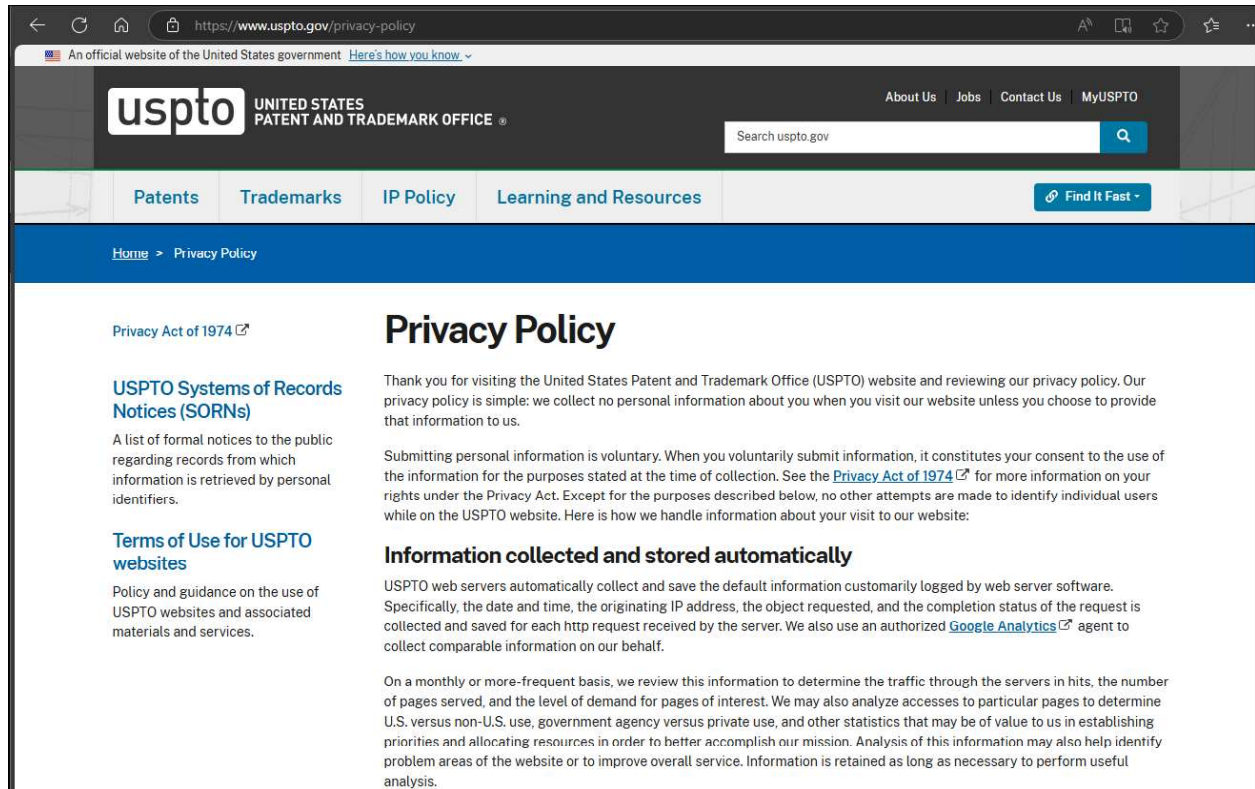 https://www.uspto.gov/privacy-policy
An official website of the United States government Here's how you know
uspto UNITED STATES
PATENT AND TRADEMARK OFFICE ®
About Us Jobs Contact Us MyUSPTO
Search uspto.gov
Patents Trademarks IP Policy Learning and Resources Find It Fast
Home > Privacy Policy
Privacy Act of 1974
USPTO Systems of Records
Notices (SORNs)
A list of formal notices to the public
regarding records from which
information is retrieved by personal
identifiers.
Terms of Use for USPTO
websites
Policy and guidance on the use of
USPTO websites and associated
materials and services.
Privacy Policy
Thank you for visiting the United States Patent and Trademark Office (USPTO) website and reviewing our privacy policy. Our
privacy policy is simple: we collect no personal information about you when you visit our website unless you choose to provide
that information to us.
Submitting personal information is voluntary. When you voluntarily submit information, it constitutes your consent to the use of
the information for the purposes stated at the time of collection. See the Privacy Act of 1974 for more information on your
rights under the Privacy Act. Except for the purposes described below, no other attempts are made to identify individual users
while on the USPTO website. Here is how we handle information about your visit to our website:
Information collected and stored automatically
USPTO web servers automatically collect and save the default information customarily logged by web server software.
Specifically, the date and time, the originating IP address, the object requested, and the completion status of the request is
collected and saved for each http request received by the server. We also use an authorized Google Analytics agent to
collect comparable information on our behalf.
On a monthly or more-frequent basis, we review this information to determine the traffic through the servers in hits, the number
of pages served, and the level of demand for pages of interest. We may also analyze accesses to particular pages to determine
U.S. versus non-U.S. use, government agency versus private use, and other statistics that may be of value to us in establishing
priorities and allocating resources in order to better accomplish our mission. Analysis of this information may also help identify
problem areas of the website or to improve overall service. Information is retained as long as necessary to perform useful
analysis.